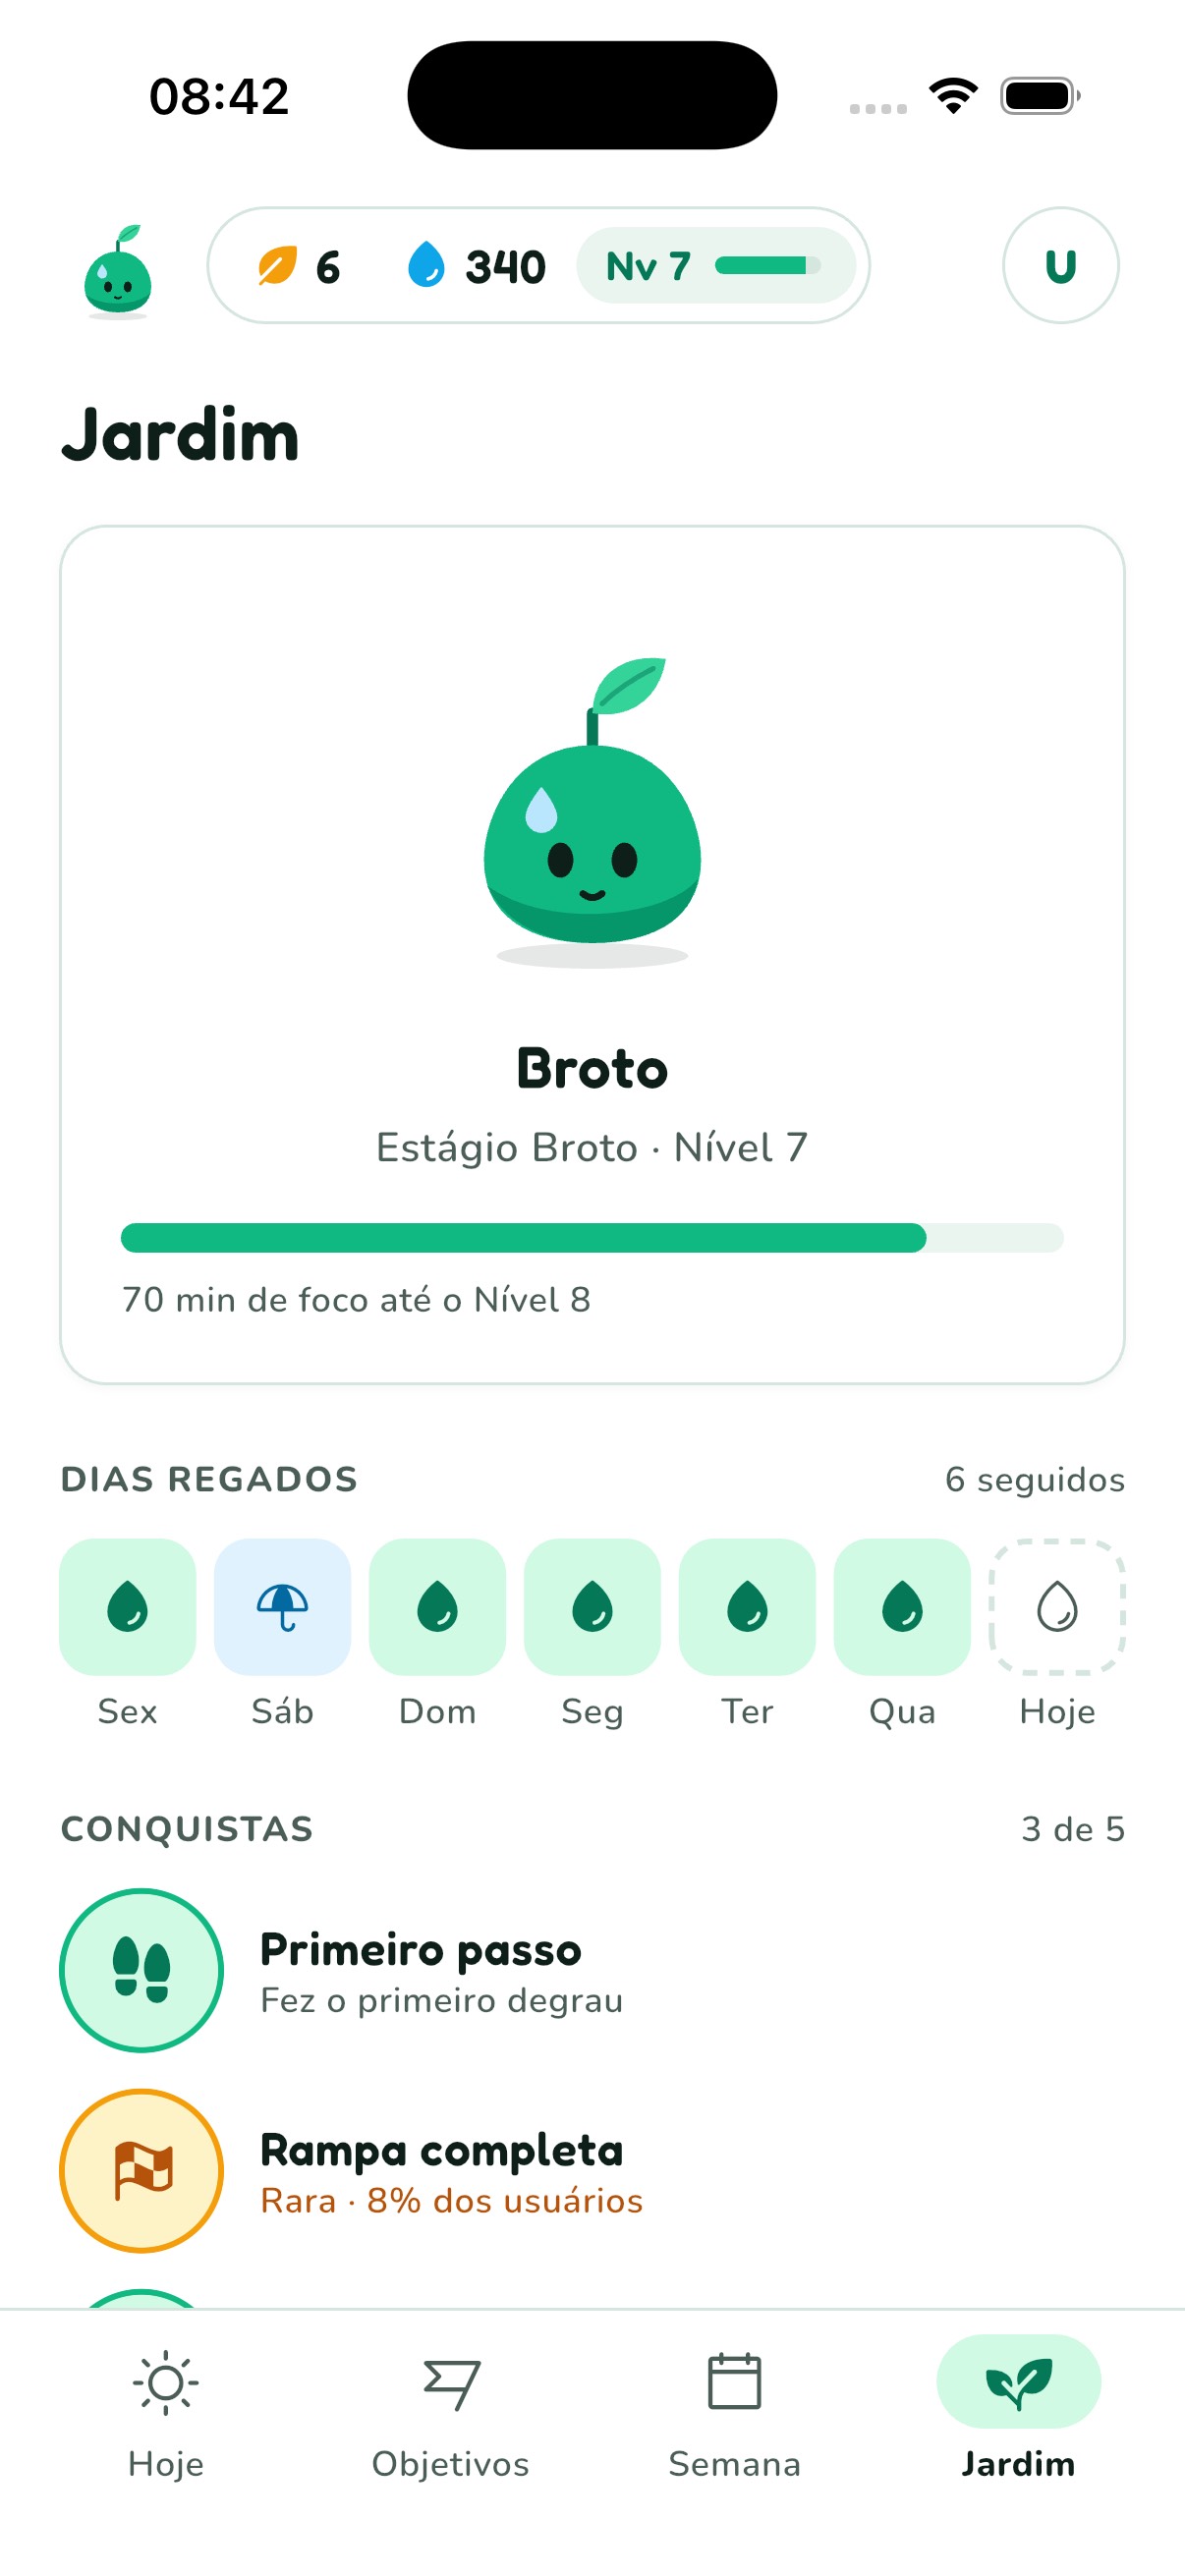 08:42
6 340 Nv 7 U
Jardim
Broto
Estágio Broto · Nível 7
70 min de foco até o Nível 8
DIAS REGADOS 6 seguidos
Sex Sáb Dom Seg Ter Qua Hoje
CONQUISTAS 3 de 5
Primeiro passo
Fez o primeiro degrau
Rampa completa
Rara · 8% dos usuários
Hoje Objetivos Semana Jardim